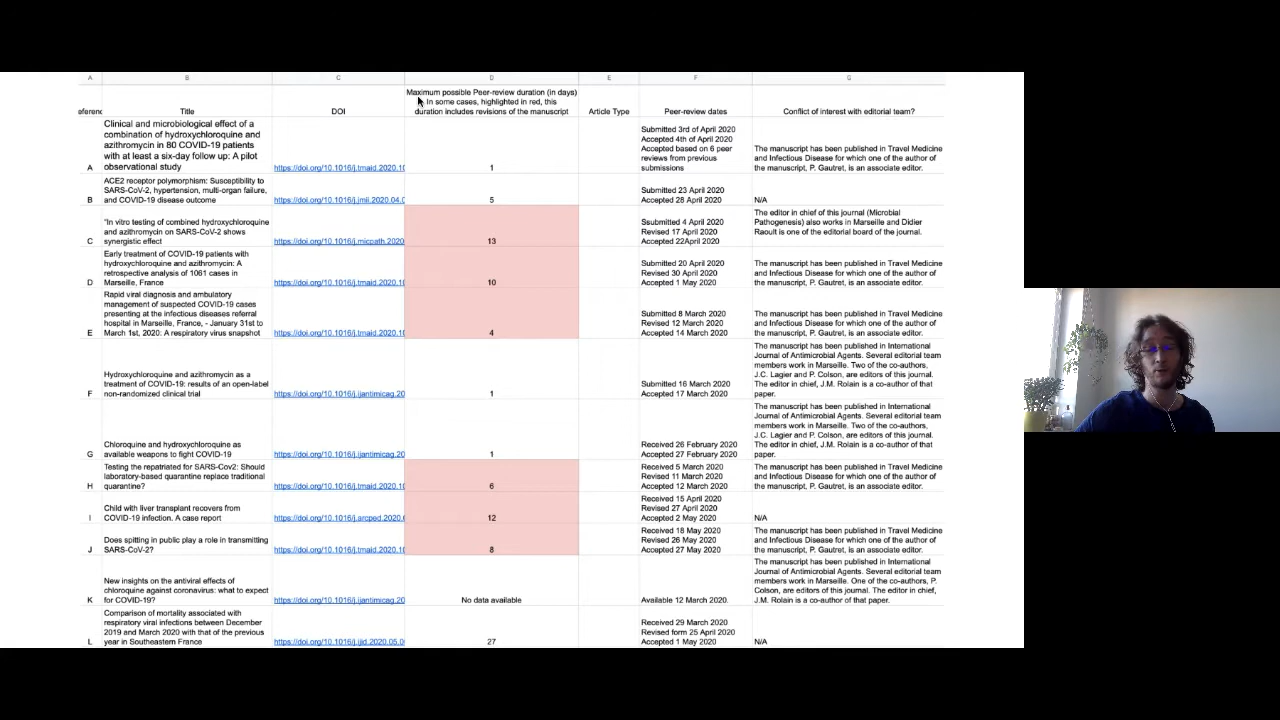 A B C D E F G
eferenc Title DOI Maximum possible Peer-review duration (in days) Article Type Peer-review dates Conflict of interest with editorial team?
In some cases, highlighted in red, this
duration includes revisions of the manuscript
Clinical and microbiological effect of a
combination of hydroxychloroquine and
azithromycin in 80 COVID-19 patients
with at least a six-day follow up: A pilot
observational study
A
https://doi.org/10.1016/j.tmaid.2020.10
1
Submitted 3rd of April 2020
Accepted 4th of April 2020
Accepted based on 6 peer
reviews from previous
submissions
The manuscript has been published in Travel Medicine
and Infectious Disease for which one of the author of
the manuscript, P. Gautret, is an associate editor.
ACE2 receptor polymorphism: Susceptibility to
SARS-CoV-2, hypertension, multi-organ failure,
and COVID-19 disease outcome
B
https://doi.org/10.1016/j.jmii.2020.04.0
5
Submitted 23 April 2020
Accepted 28 April 2020
N/A
"In vitro testing of combined hydroxychloroquine
and azithromycin on SARS-CoV-2 shows
synergistic effect
C
https://doi.org/10.1016/j.micpath.2020
13
Ssubmitted 4 April 2020
Revised 17 April 2020
Accepted 22April 2020
The editor in chief of this journal (Microbial
Pathogenesis) also works in Marseille and Didier
Raoult is one of the editorial board of the journal.
Early treatment of COVID-19 patients with
hydroxychloroquine and azithromycin: A
retrospective analysis of 1061 cases in
Marseille, France
D
https://doi.org/10.1016/j.tmaid.2020.10
10
Submitted 20 April 2020
Revised 30 April 2020
Accepted 1 May 2020
The manuscript has been published in Travel Medicine
and Infectious Disease for which one of the author of
the manuscript, P. Gautret, is an associate editor.
Rapid viral diagnosis and ambulatory
management of suspected COVID-19 cases
presenting at the infectious diseases referral
hospital in Marseille, France, - January 31st to
March 1st, 2020: A respiratory virus snapshot
E
https://doi.org/10.1016/j.tmaid.2020.10
4
Submitted 8 March 2020
Revised 12 March 2020
Accepted 14 March 2020
The manuscript has been published in Travel Medicine
and Infectious Disease for which one of the author of
the manuscript, P. Gautret, is an associate editor.
Hydroxychloroquine and azithromycin as a
treatment of COVID-19: results of an open-label
non-randomized clinical trial
F
https://doi.org/10.1016/j.ijantimicag.20
1
Submitted 16 March 2020
Accepted 17 March 2020
The manuscript has been published in International
Journal of Antimicrobial Agents. Several editorial team
members work in Marseille. Two of the co-authors,
J.C. Lagier and P. Colson, are editors of this journal.
The editor in chief, J.M. Rolain is a co-author of that
paper.
Chloroquine and hydroxychloroquine as
available weapons to fight COVID-19
G
https://doi.org/10.1016/j.ijantimicag.20
1
Received 26 February 2020
Accepted 27 February 2020
The manuscript has been published in International
Journal of Antimicrobial Agents. Several editorial team
members work in Marseille. Two of the co-authors,
J.C. Lagier and P. Colson, are editors of this journal.
The editor in chief, J.M. Rolain is a co-author of that
paper.
Testing the repatriated for SARS-Cov2: Should
laboratory-based quarantine replace traditional
quarantine?
H
https://doi.org/10.1016/j.tmaid.2020.10
6
Received 5 March 2020
Revised 11 March 2020
Accepted 12 March 2020
The manuscript has been published in Travel Medicine
and Infectious Disease for which one of the author of
the manuscript, P. Gautret, is an associate editor.
Child with liver transplant recovers from
COVID-19 infection. A case report
I
https://doi.org/10.1016/j.arcped.2020.
12
Received 15 April 2020
Revised 27 April 2020
Accepted 2 May 2020
N/A
Does spitting in public play a role in transmitting
SARS-CoV-2?
J
https://doi.org/10.1016/j.tmaid.2020.10
8
Received 18 May 2020
Revised 26 May 2020
Accepted 27 May 2020
The manuscript has been published in Travel Medicine
and Infectious Disease for which one of the author of
the manuscript, P. Gautret, is an associate editor.
New insights on the antiviral effects of
chloroquine against coronavirus: what to expect
for COVID-19?
K
https://doi.org/10.1016/j.ijantimicag.20
No data available
Available 12 March 2020.
The manuscript has been published in International
Journal of Antimicrobial Agents. Several editorial team
members work in Marseille. One of the co-authors, P.
Colson, are editors of this journal. The editor in chief,
J.M. Rolain is a co-author of that paper.
Comparison of mortality associated with
respiratory viral infections between December
2019 and March 2020 with that of the previous
year in Southeastern France
L
https://doi.org/10.1016/j.ijid.2020.05.0
27
Received 29 March 2020
Revised form 25 April 2020
Accepted 1 May 2020
N/A